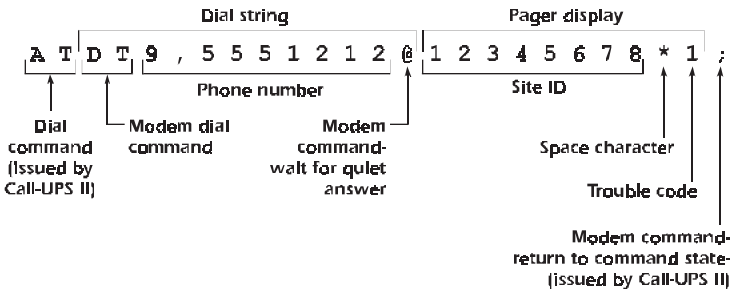 Dial string
Pager display
A T D T 9 , 5 5 5 1 2 1 2 @ 1 2 3 4 5 6 7 8 * 1 ;
Phone number
Site ID
Dial
command
(Issued by
Call-UPS II)
Modem dial
command
Modem
command-
wait for quiet
answer
Space character
Trouble code
Modem command-
return to command state-
(issued by Call-UPS II)